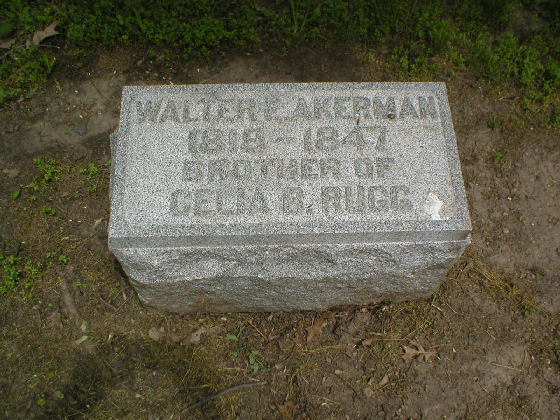 WALTER F. AKERMAN
1818 - 1847
BROTHER OF
CELIA B. RUGG